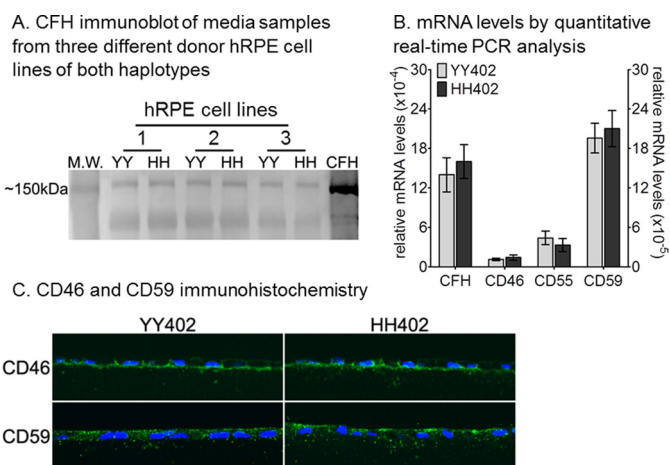 A. CFH immunoblot of media samples
from three different donor hRPE cell
lines of both haplotypes
hRPE cell lines
1 2 3
M.W. YY HH YY HH YY HH CFH
~150kDa
B. mRNA levels by quantitative
real-time PCR analysis
YY402
HH402
relative mRNA levels (x10-4)
30
24
18
12
6
0
relative mRNA levels (x10-5)
30
24
18
12
6
0
CFH CD46 CD55 CD59
C. CD46 and CD59 immunohistochemistry
YY402 HH402
CD46
CD59